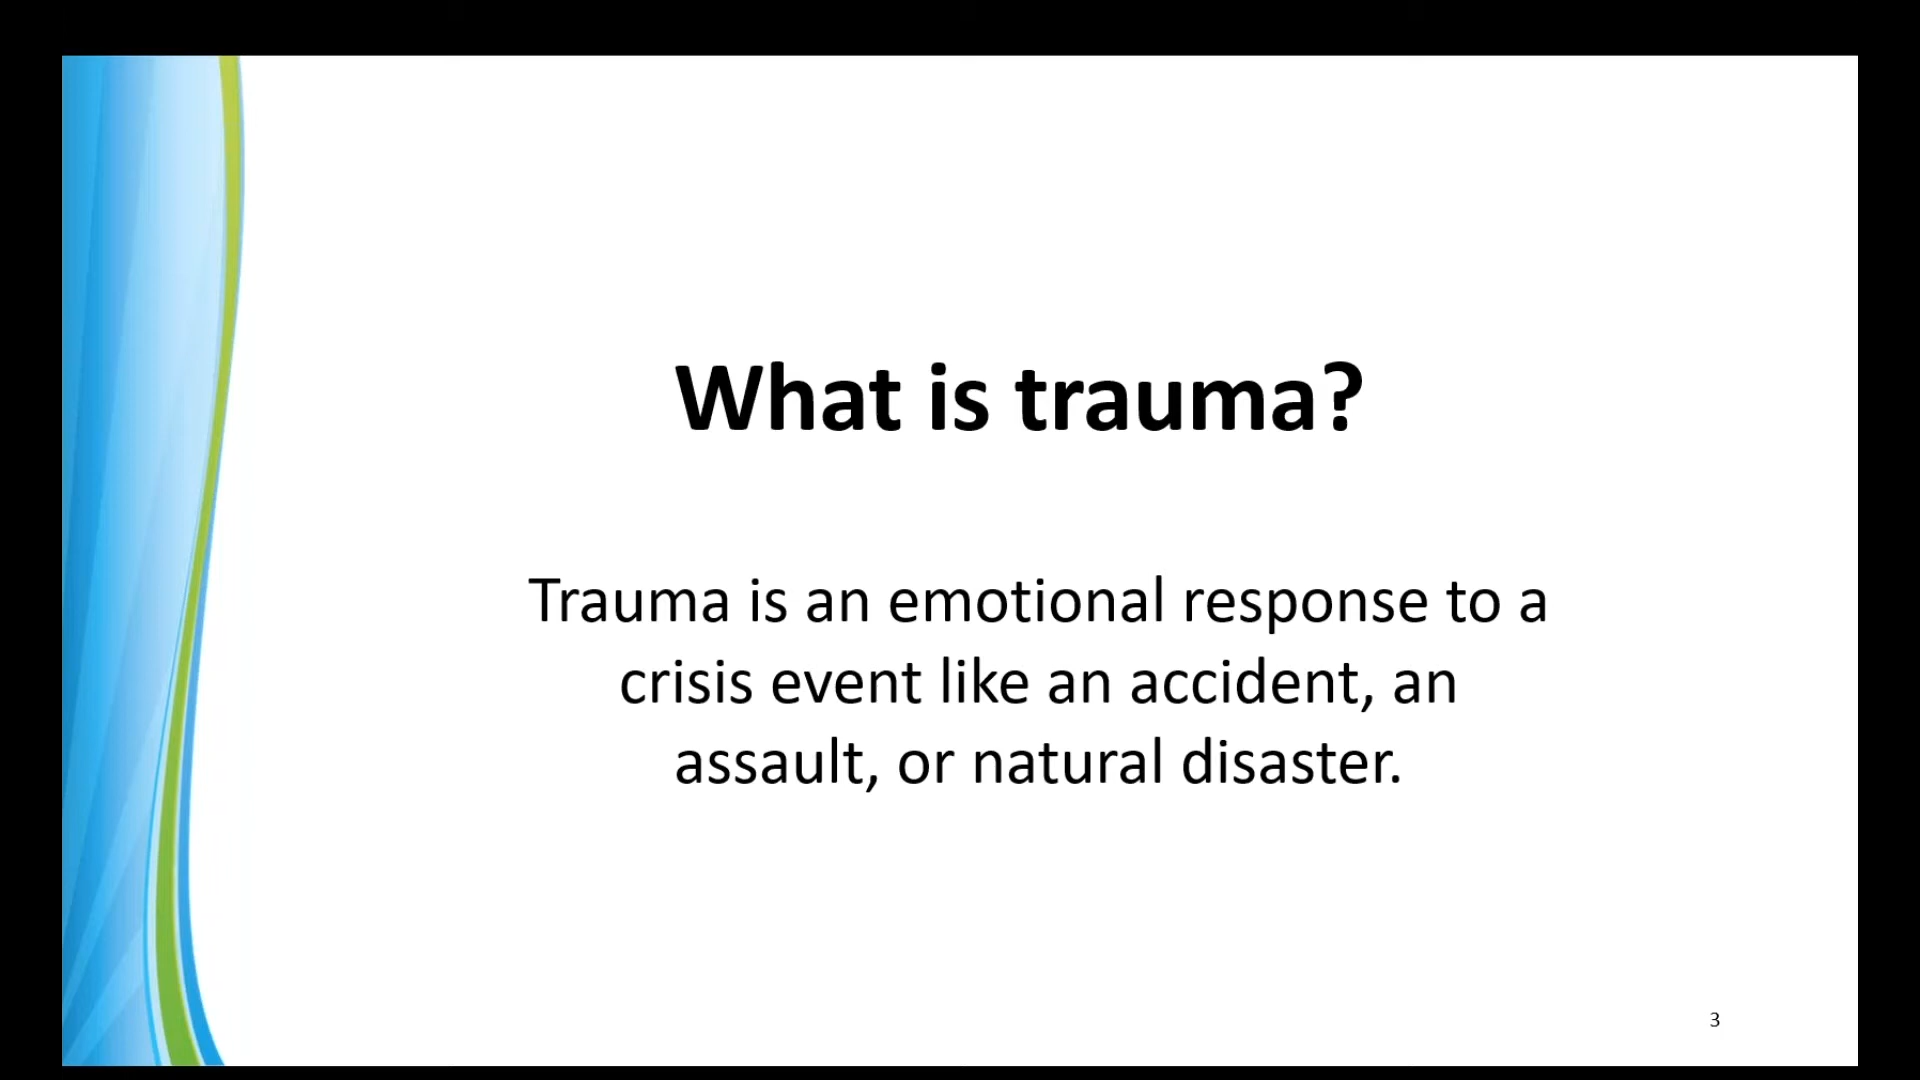 What is trauma?
Trauma is an emotional response to a
crisis event like an accident, an
assault, or natural disaster.
3